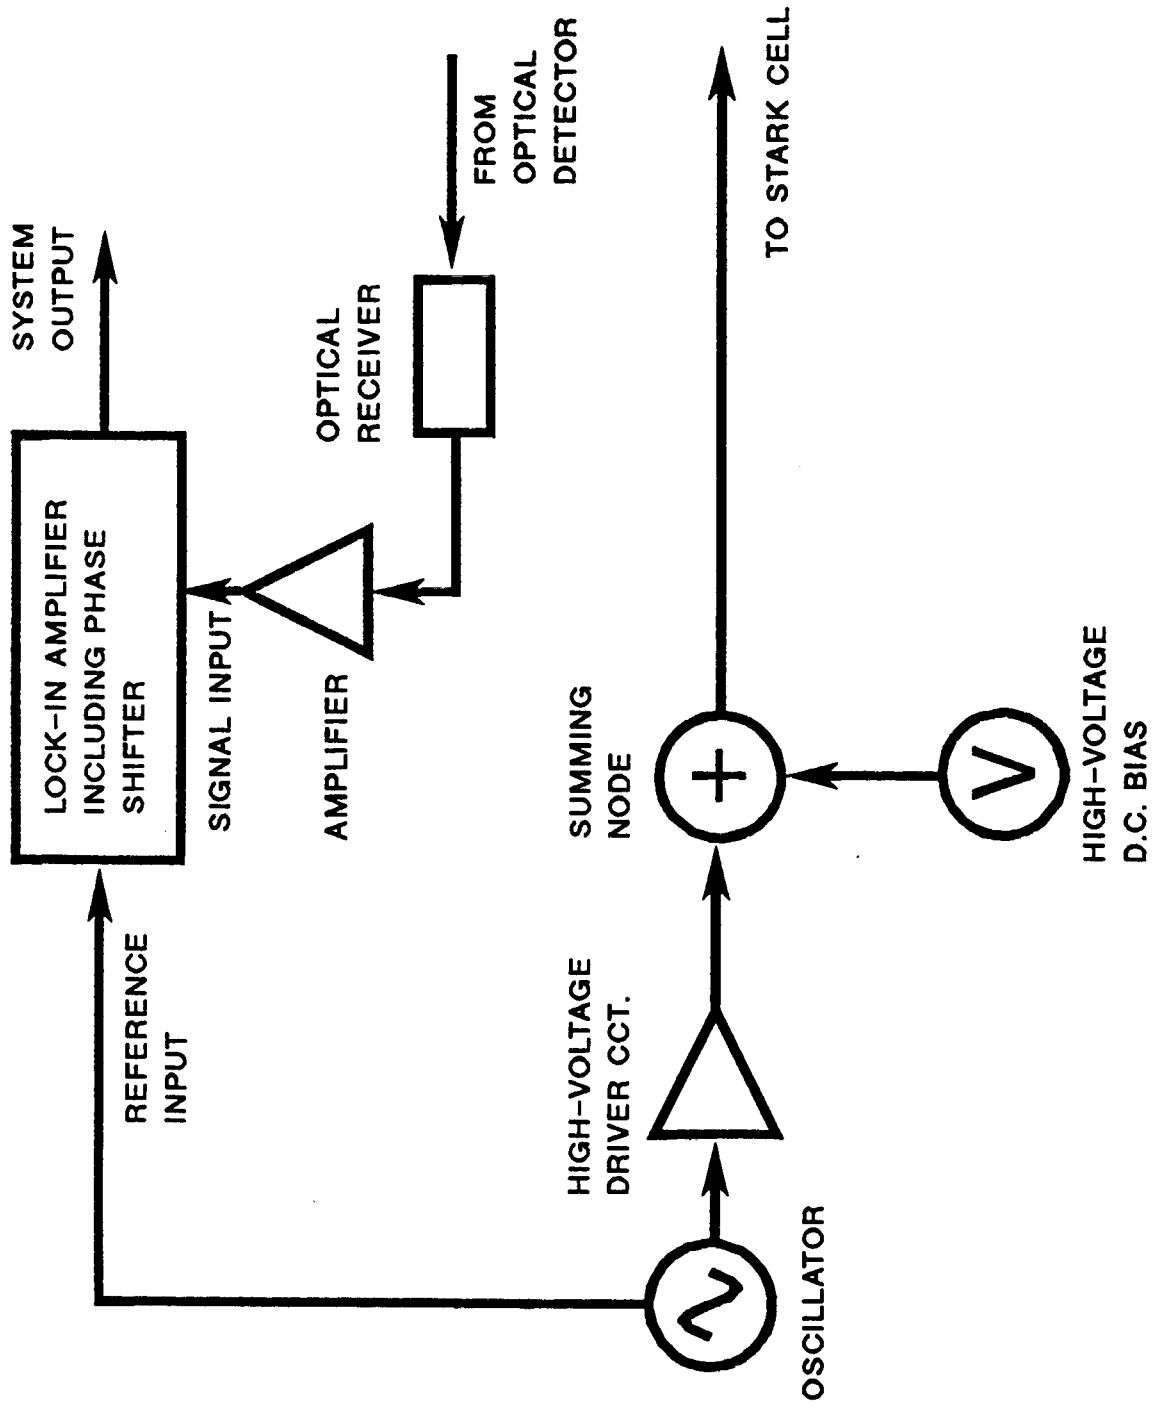 SYSTEM
OUTPUT
LOCK-IN AMPLIFIER
INCLUDING PHASE
SHIFTER
REFERENCE
INPUT
SIGNAL INPUT
AMPLIFIER
OPTICAL
RECEIVER
FROM
OPTICAL
DETECTOR
HIGH-VOLTAGE
DRIVER CCT.
SUMMING
NODE
+
TO STARK CELL
OSCILLATOR
V
HIGH-VOLTAGE
D.C. BIAS